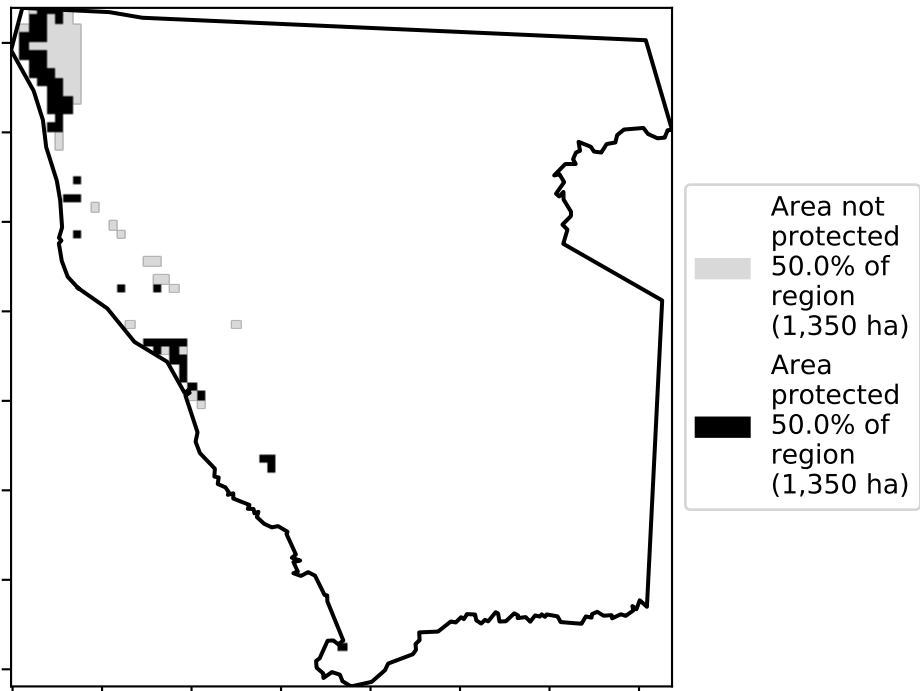 Area not
protected
50.0% of
region
(1,350 ha)
Area
protected
50.0% of
region
(1,350 ha)